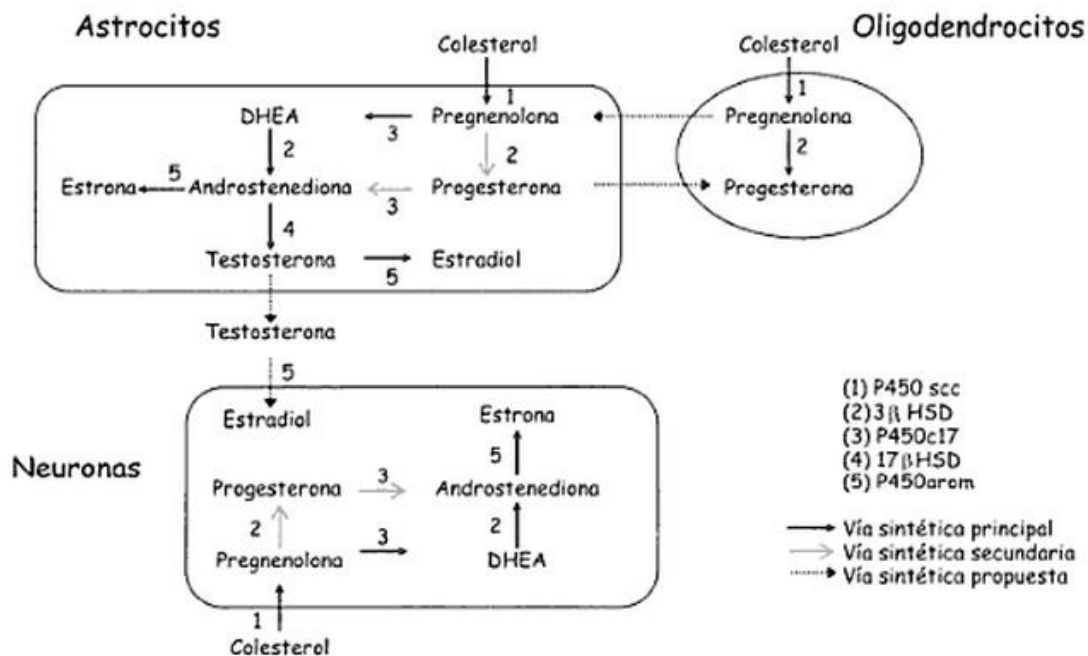 Astrocitos
Oligodendrocitos
Colesterol
Colesterol
1
1
DHEA
3
Pregnenolona
Pregnenolona
2
2
2
Estrona
5
Androstenediona
3
Progesterona
Progesterona
4
Testosterona
5
Estradiol
Testosterona
5
Neuronas
Estradiol
Estrona
5
Progesterona
3
Androstenediona
2
3
2
Pregnenolona
DHEA
1
Colesterol
(1) P450 scc
(2) 3β HSD
(3) P450c17
(4) 17βHSD
(5) P450arom
Vía sintética principal
Vía sintética secundaria
Vía sintética propuesta